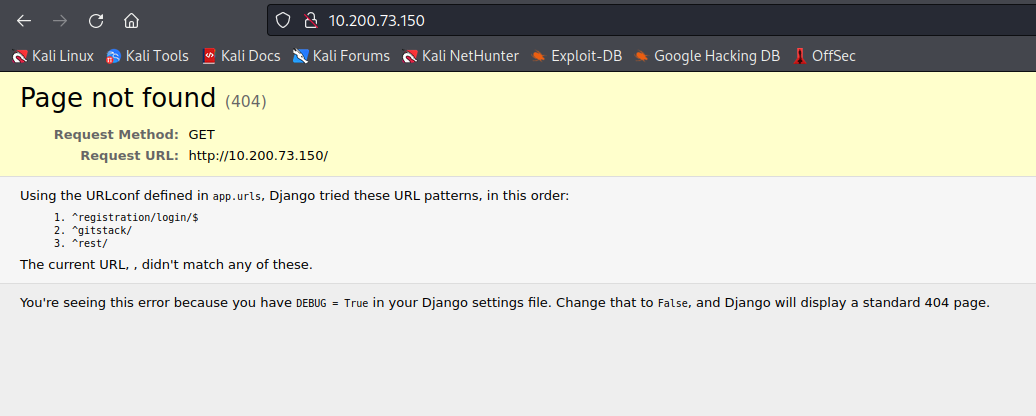 10.200.73.150
Kali Linux Kali Tools Kali Docs Kali Forums Kali NetHunter Exploit-DB Google Hacking DB OffSec
Page not found (404)
Request Method: GET
Request URL: http://10.200.73.150/
Using the URLconf defined in app.urls, Django tried these URL patterns, in this order:
1. ^registration/login/$
2. ^gitstack/
3. ^rest/
The current URL, , didn't match any of these.
You're seeing this error because you have DEBUG = True in your Django settings file. Change that to False, and Django will display a standard 404 page.